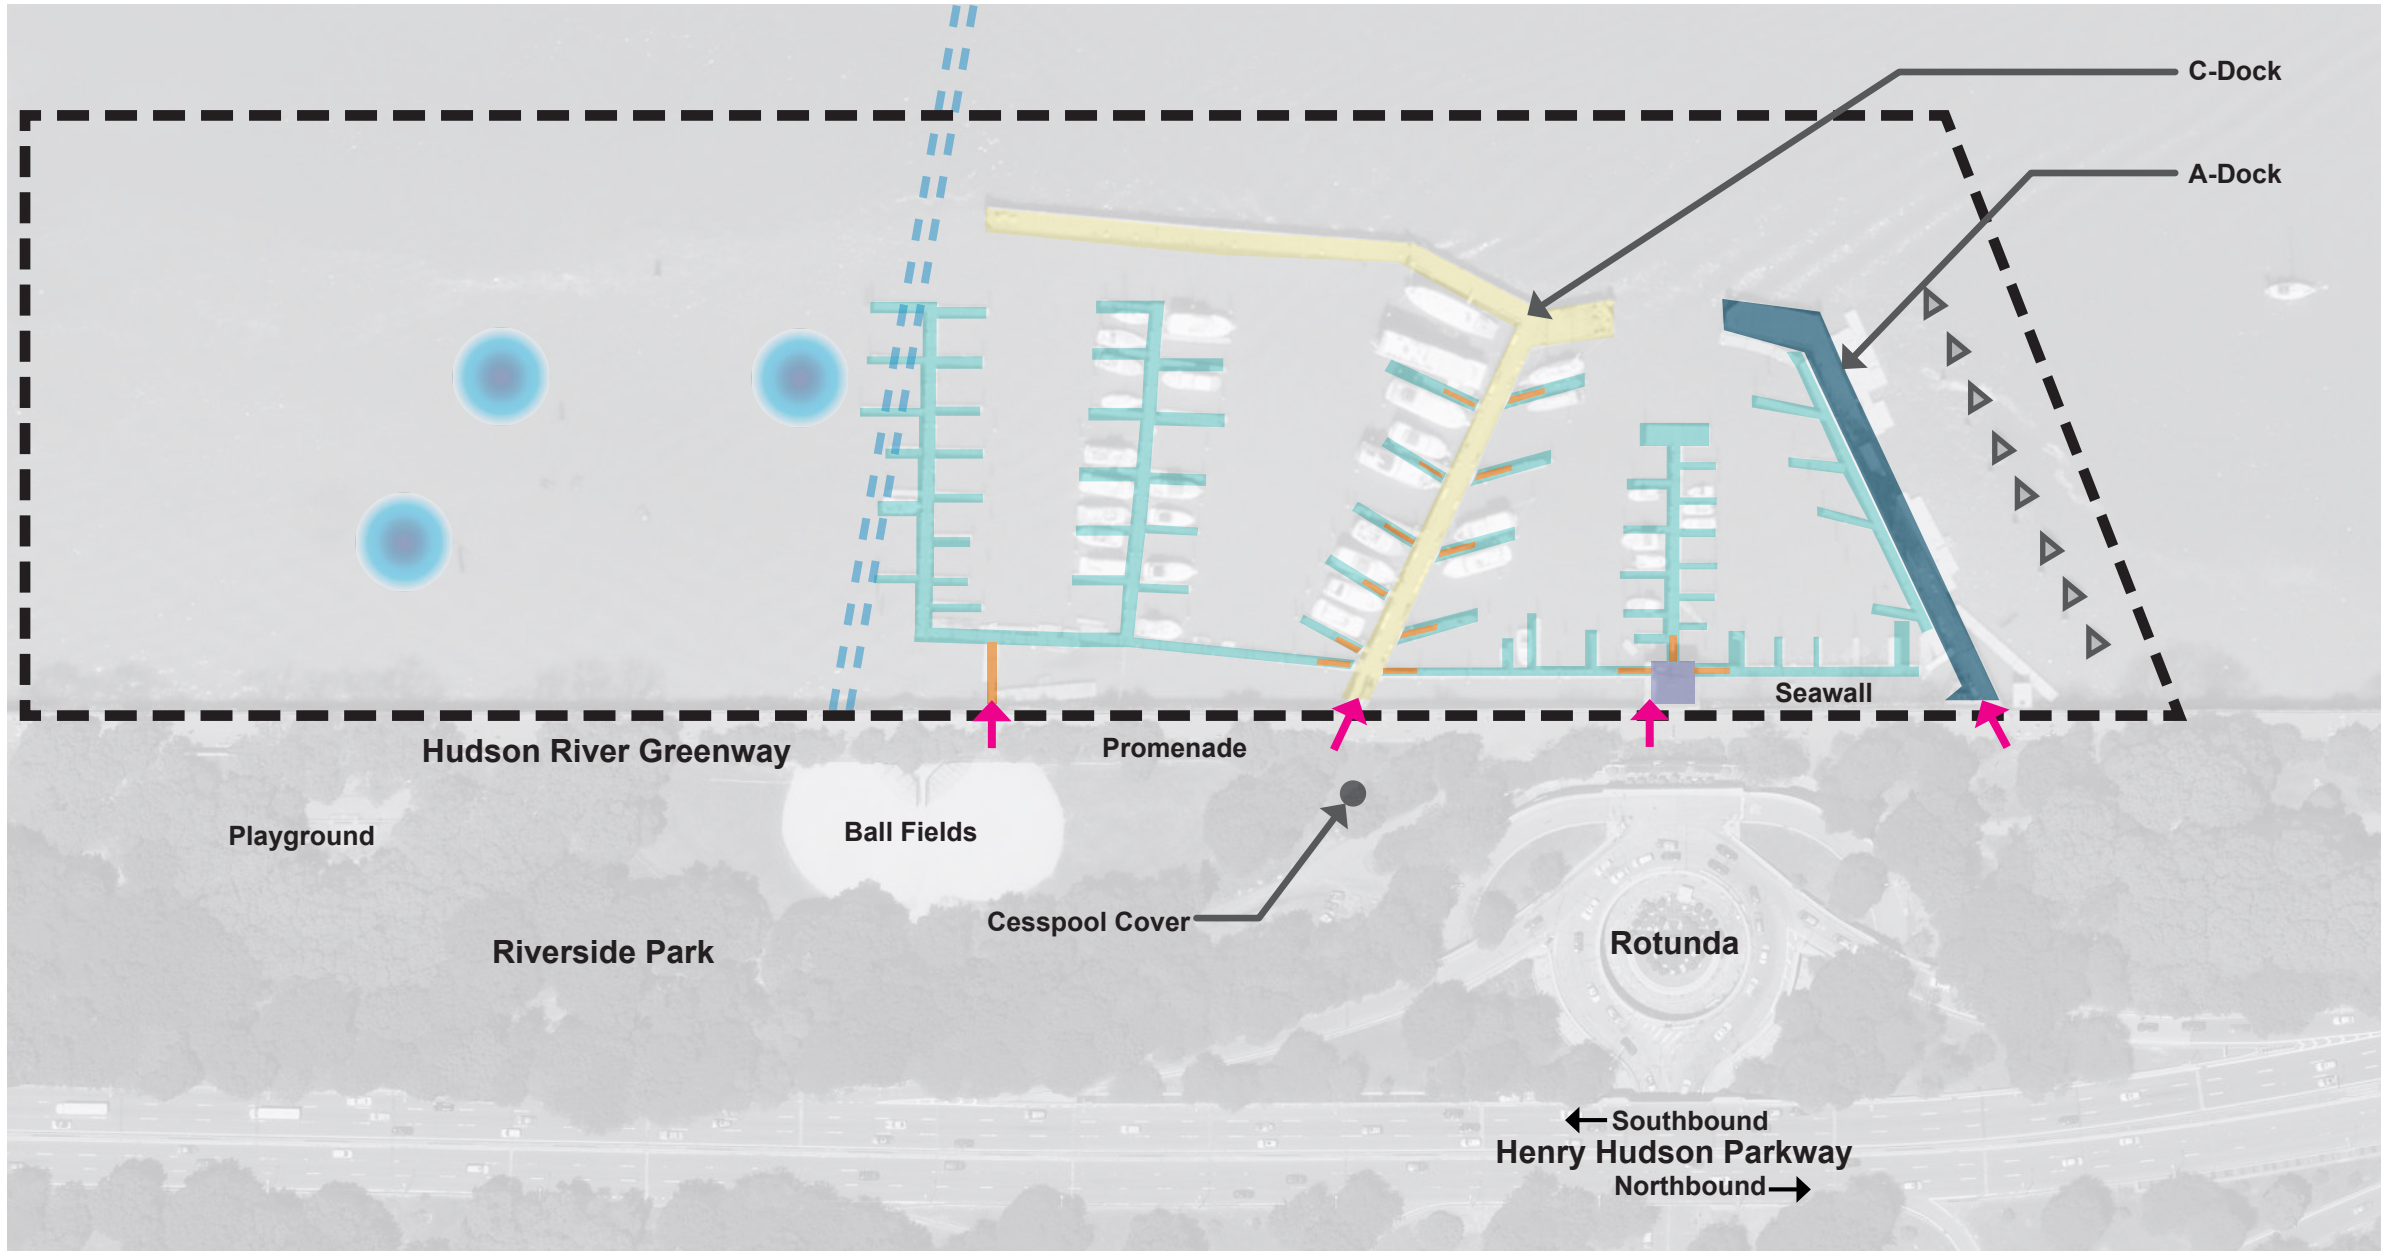 C-Dock
A-Dock
Seawall
Hudson River Greenway
Promenade
Playground
Ball Fields
Cesspool Cover
Riverside Park
Rotunda
Southbound
Henry Hudson Parkway
Northbound